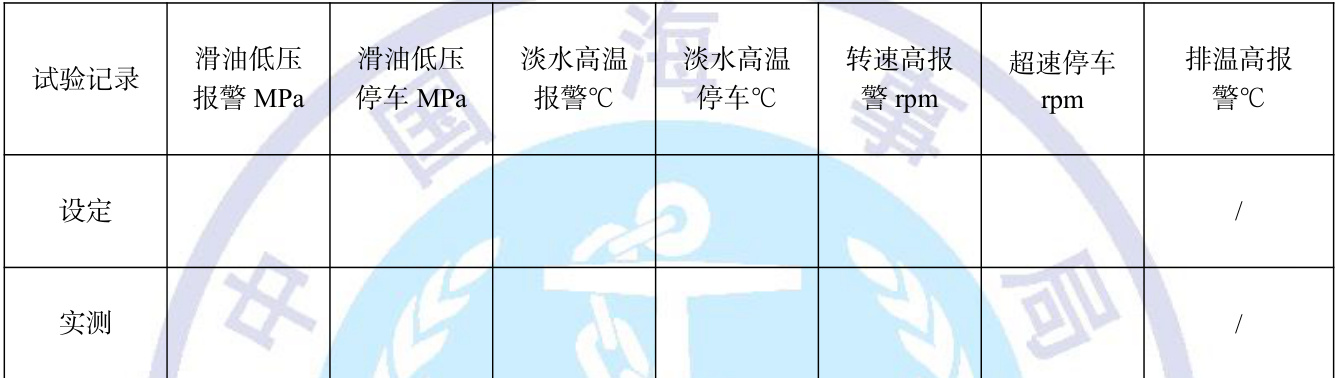 试验记录
滑油低压
报警 MPa
滑油低压
停车 MPa
淡水高温
报警℃
淡水高温
停车℃
转速高报
警 rpm
超速停车
rpm
排温高报
警℃
设定
/
实测
/
中国海事局